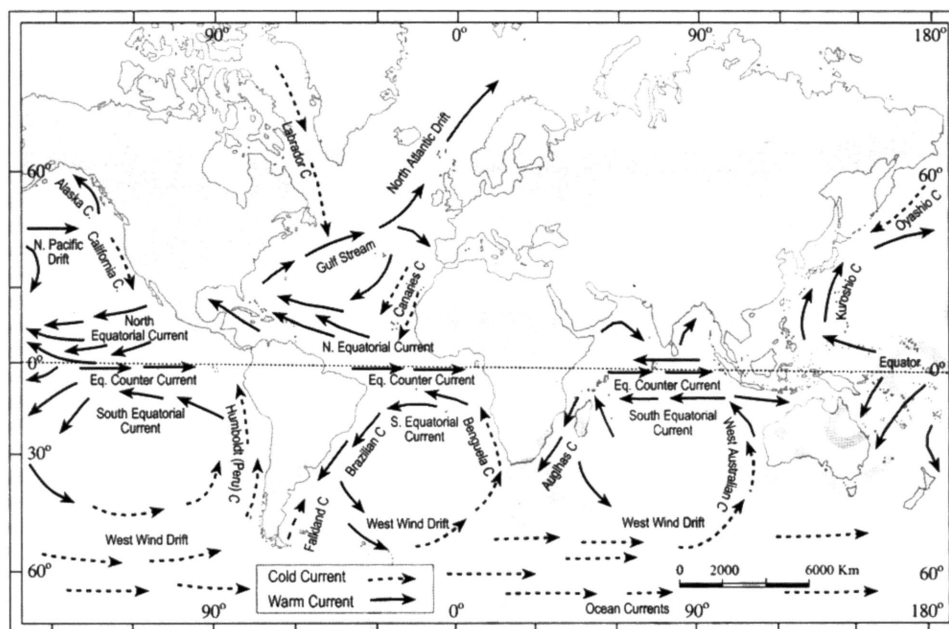 90°
0°
90°
180°
60°
60°
Labrador C
North Atlantic Drift
Alaska C.
Oyashio C
N. Pacific
Drift
California C.
Gulf Stream
Canaries C
Kuroshio C
North
Equatorial Current
N. Equatorial Current
Equator
0°
0°
Eq. Counter Current
Eq. Counter Current
Eq. Counter Current
South Equatorial
Current
Humboldt (Peru) C
S. Equatorial
Current
Brazilian C
Benguela C
South Equatorial
Current
Ауglhas C
West Australian C
30°
30°
Falkland C
West Wind Drift
West Wind Drift
West Wind Drift
60°
60°
Cold Current
Warm Current
0 2000 6000 Km
Ocean Currents
90°
0°
90°
180°